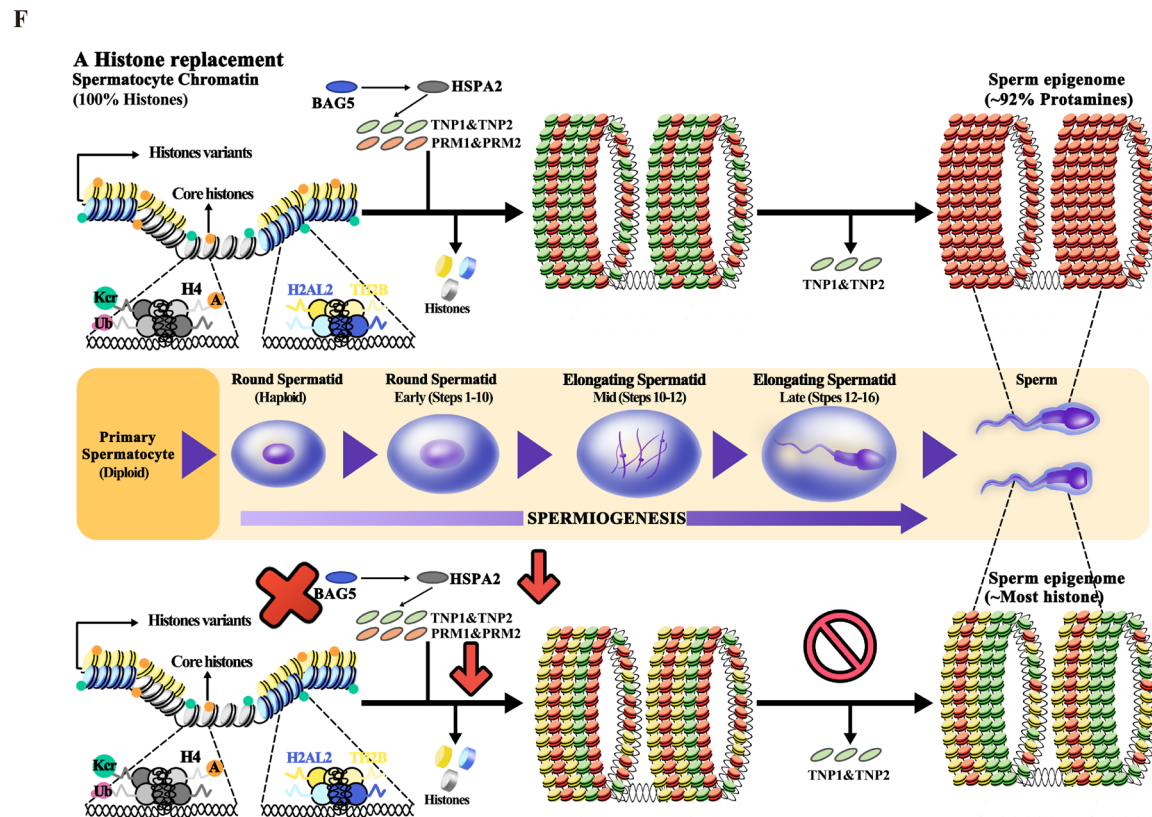 F
A Histone replacement
Spermatocyte Chromatin
(100% Histones)
BAG5
HSPA2
TNP1&TNP2
PRM1&PRM2
Histones variants
Core histones
Kcr
H4
A
Ub
H2AL2
TH2B
Histones
TNP1&TNP2
Sperm epigenome
(~92% Protamines)
Primary
Spermatocyte
(Diploid)
Round Spermatid
(Haploid)
Round Spermatid
Early (Steps 1-10)
Elongating Spermatid
Mid (Steps 10-12)
Elongating Spermatid
Late (Stpes 12-16)
Sperm
SPERMIOGENESIS
BAG5
HSPA2
TNP1&TNP2
PRM1&PRM2
Histones variants
Core histones
Kcr
H4
A
Ub
H2AL2
TH2B
Histones
TNP1&TNP2
Sperm epigenome
(~Most histone)